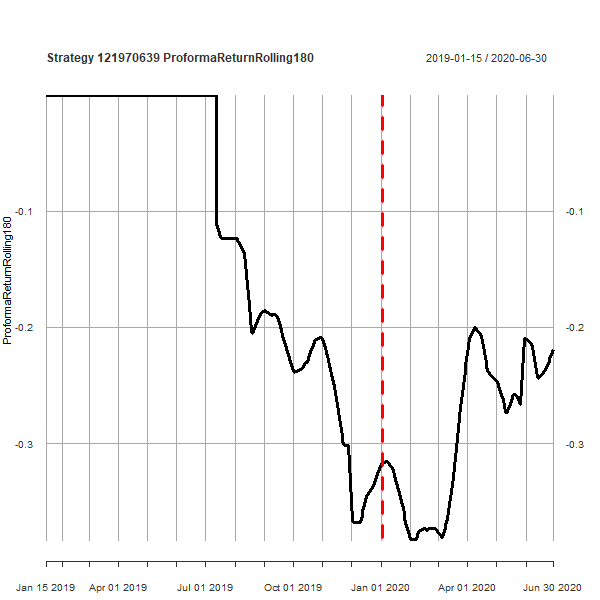 Strategy 121970639 ProformaReturnRolling180
2019-01-15 / 2020-06-30
ProformaReturnRolling180
-0.1
-0.1
-0.2
-0.2
-0.3
-0.3
Jan 15 2019
Apr 01 2019
Jul 01 2019
Oct 01 2019
Jan 01 2020
Apr 01 2020
Jun 30 2020